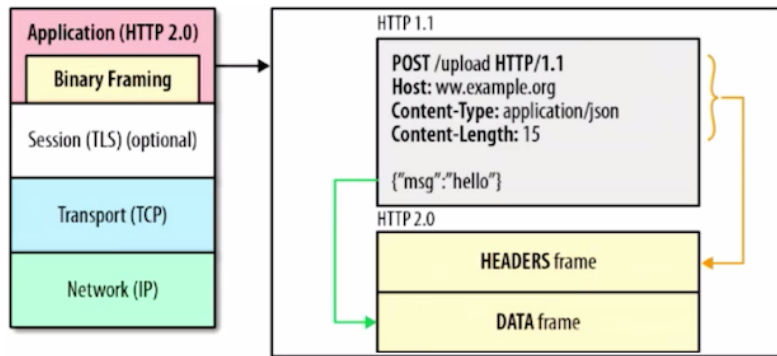 Application (HTTP 2.0)
Binary Framing
Session (TLS) (optional)
Transport (TCP)
Network (IP)
HTTP 1.1
POST /upload HTTP/1.1
Host: ww.example.org
Content-Type: application/json
Content-Length: 15
{"msg":"hello"}
HTTP 2.0
HEADERS frame
DATA frame